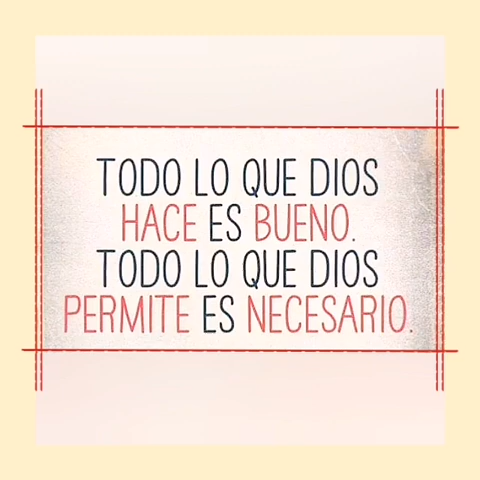 TODO LO QUE DIOS
HACE ES BUENO.
TODO LO QUE DIOS
PERMITE ES NECESARIO.